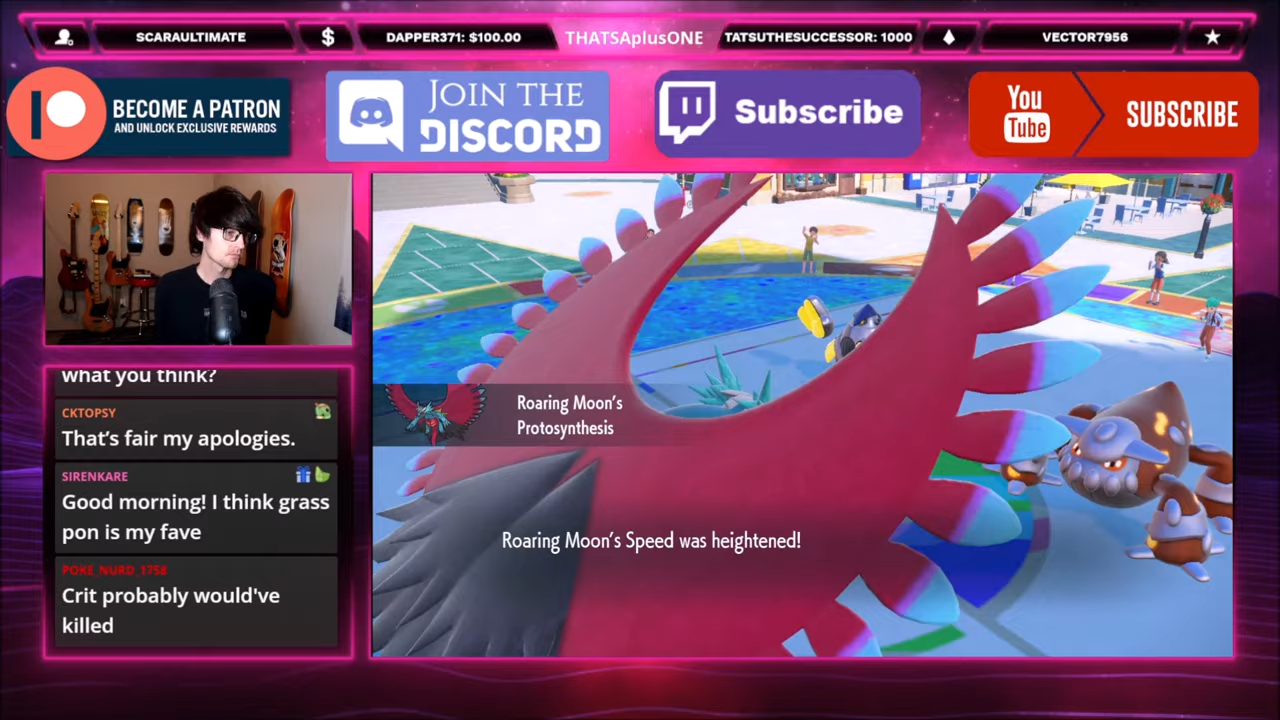 SCARAULTIMATE
$
DAPPER371: $100.00
THATSAplusONE
TATSUTHESUCCESSOR: 1000
VECTOR7956
BECOME A PATRON
AND UNLOCK EXCLUSIVE REWARDS
JOIN THE
DISCORD
Subscribe
You
Tube
SUBSCRIBE
what you think?
CKTOPSY
That's fair my apologies.
SIRENKARE
Good morning! I think grass
pon is my fave
POKE_NURD_1758
Crit probably would've
killed
Roaring Moon's
Protosynthesis
Roaring Moon's Speed was heightened!